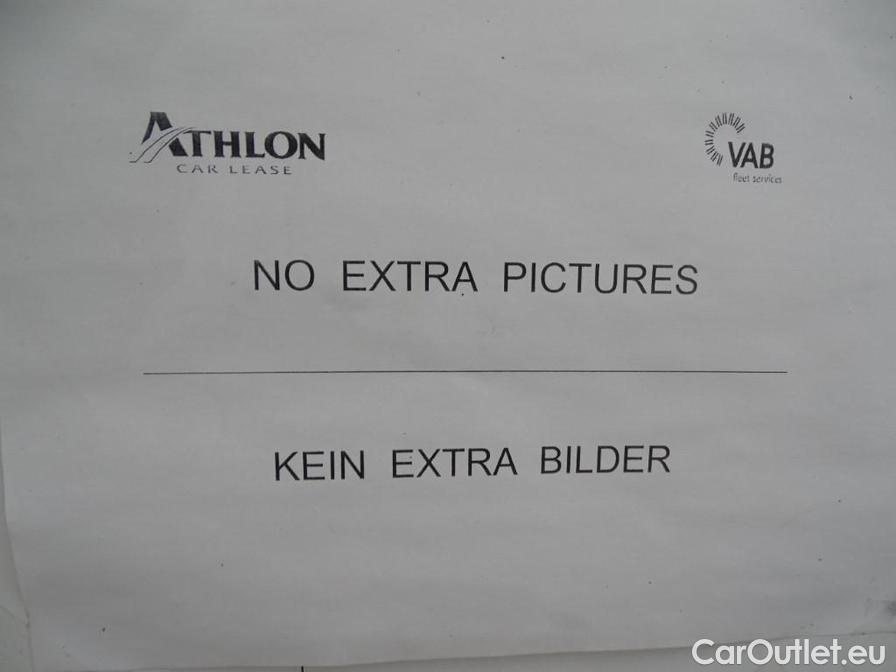 ATHLON
CAR LEASE
VAB
fleet services
NO EXTRA PICTURES
KEIN EXTRA BILDER
CarOutlet.eu